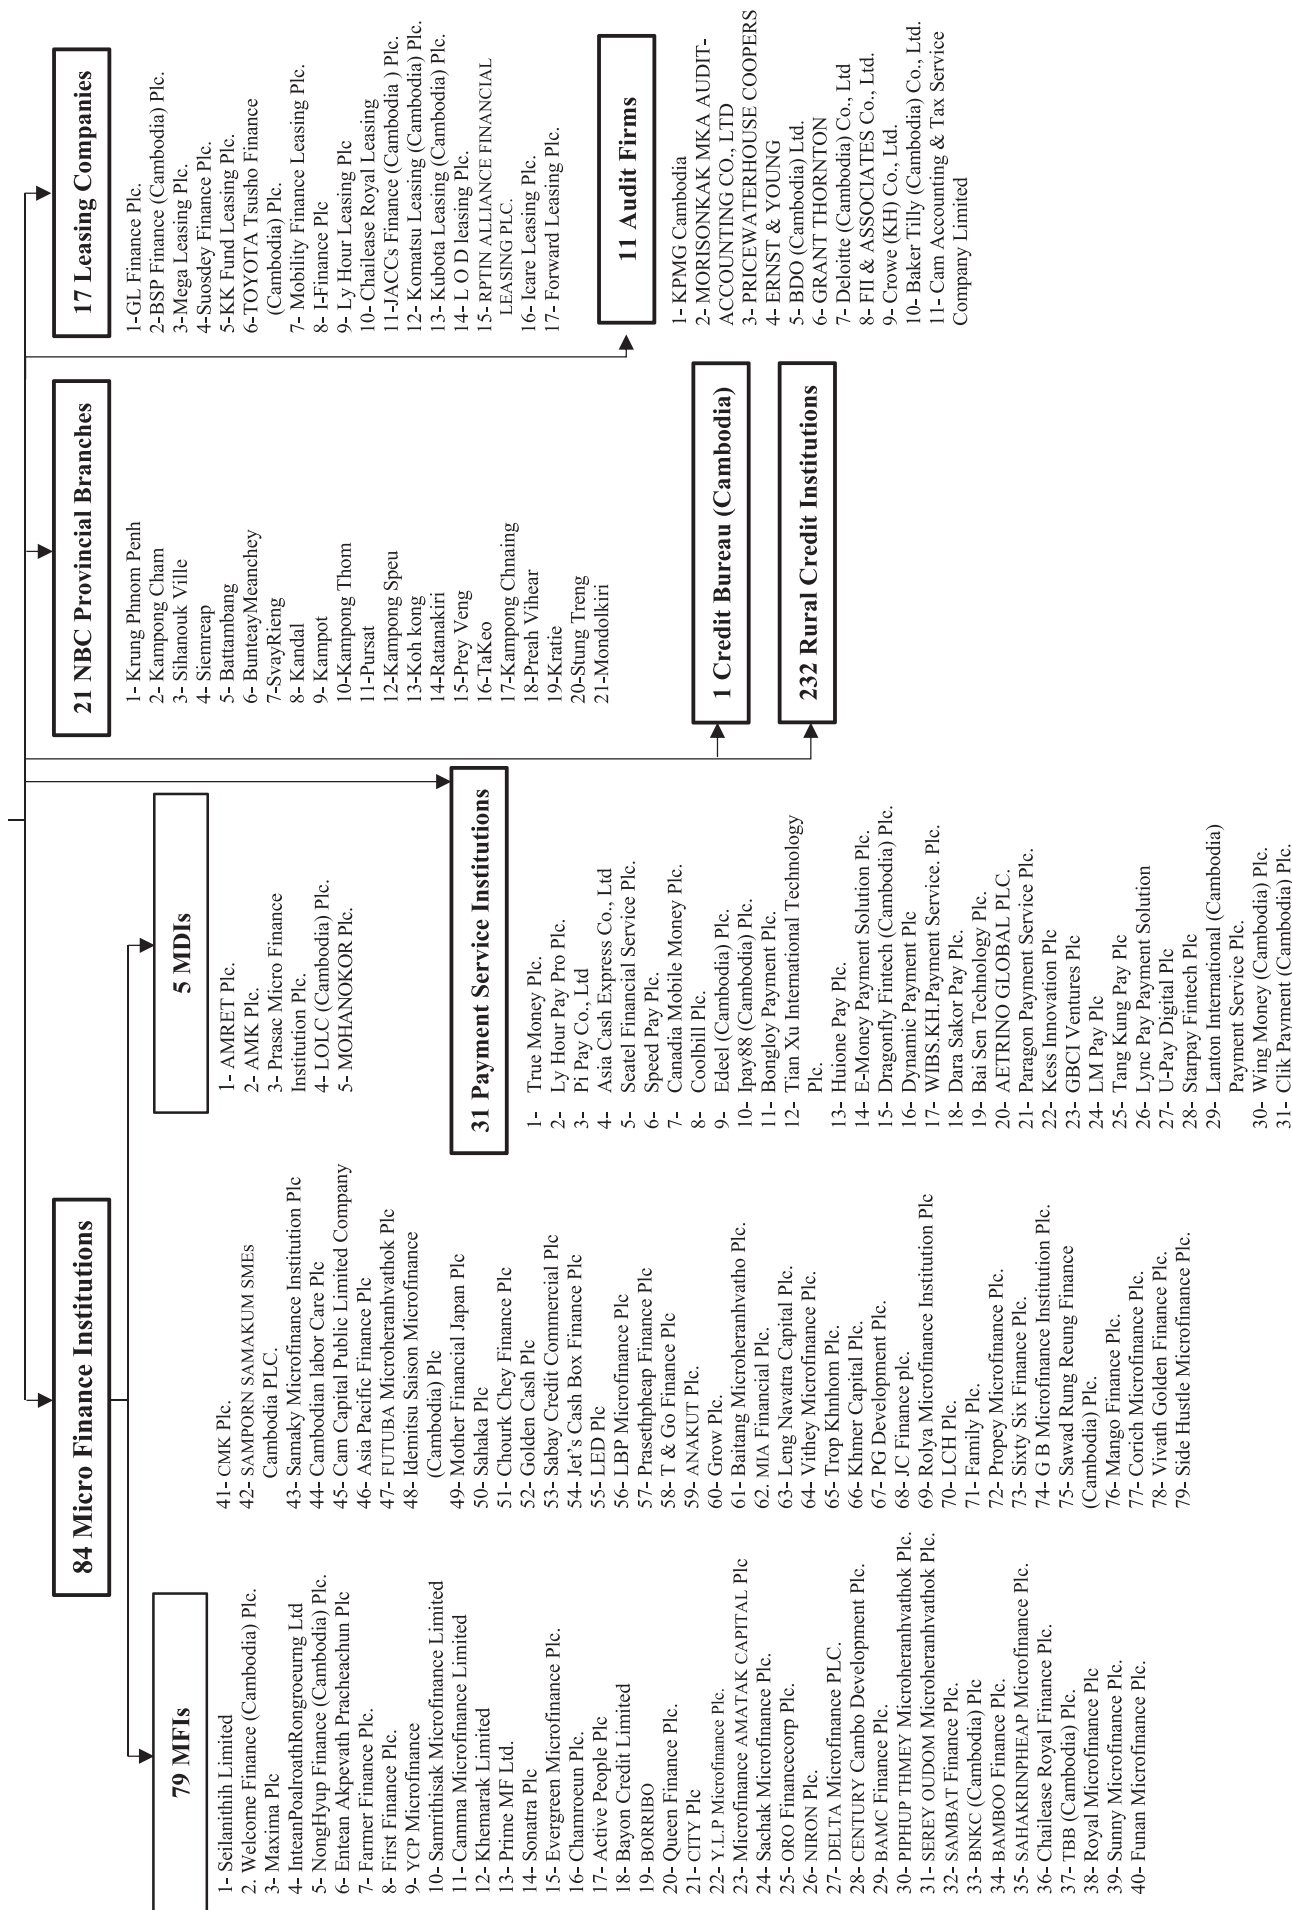 84 Micro Finance Institutions
79 MFIs
1- Seilanithih Limited
2. Welcome Finance (Cambodia) Plc.
3- Maxima Plc
4- InteanPoalroathRongroeurng Ltd
5- NongHyup Finance (Cambodia) Plc.
6- Entean Akpevath Pracheachun Plc
7- Farmer Finance Plc.
8- First Finance Plc.
9- YCP Microfinance
10- Samrithisak Microfinance Limited
11- Camma Microfinance Limited
12- Khemarak Limited
13- Prime MF Ltd.
14- Sonatra Plc
15- Evergreen Microfinance Plc.
16- Chamroeun Plc.
17- Active People Plc
18- Bayon Credit Limited
19- BORIBO
20- Queen Finance Plc.
21- CITY Plc
22- Y.L.P Microfinance Plc.
23- Microfinance AMATAK CAPITAL Plc
24- Sachak Microfinance Plc.
25- ORO Financecorp Plc.
26- NIRON Plc.
27- DELTA Microfinance PLC.
28- CENTURY Cambo Development Plc.
29- BAMC Finance Plc.
30- PIPHUP THMEY Microheranhvathok Plc.
31- SEREY OUDOM Microheranhvathok Plc.
32- SAMBAT Finance Plc.
33- BNKC (Cambodia) Plc
34- BAMBOO Finance Plc.
35- SAHAKRINPHEAP Microfinance Plc.
36- Chailease Royal Finance Plc.
37- TBB (Cambodia) Plc.
38- Royal Microfinance Plc
39- Sunny Microfinance Plc.
40- Funan Microfinance Plc.
41- CMK Plc.
42- SAMPORN SAMAKUM SMEs
Cambodia PLC.
43- Samaky Microfinance Institution Plc
44- Cambodian labor Care Plc
45- Cam Capital Public Limited Company
46- Asia Pacific Finance Plc
47- FUTUBA Microheranhvathok Plc
48- Idemitsu Saison Microfinance
(Cambodia) Plc
49- Mother Financial Japan Plc
50- Sahaka Plc
51- Chourk Chey Finance Plc
52- Golden Cash Plc
53- Sabay Credit Commercial Plc
54- Jet's Cash Box Finance Plc
55- LED Plc
56- LBP Microfinance Plc
57- Prasethpheap Finance Plc
58- T & Go Finance Plc
59- ANAKUT Plc.
60- Grow Plc.
61- Baitang Microheranhvatho Plc.
62. MIA Financial Plc.
63- Leng Navatra Capital Plc.
64- Vithey Microfinance Plc.
65- Trop Khnhom Plc.
66- Khmer Capital Plc.
67- PG Development Plc.
68- JC Finance plc.
69- Rolya Microfinance Institution Plc
70- LCH Plc.
71- Family Plc.
72- Propey Microfinance Plc.
73- Sixty Six Finance Plc.
74- G B Microfinance Institution Plc.
75- Sawad Rung Reung Finance
(Cambodia) Plc.
76- Mango Finance Plc.
77- Corich Microfinance Plc.
78- Vivath Golden Finance Plc.
79- Side Hustle Microfinance Plc.
5 MDIs
1- AMRET Plc.
2- AMK Plc.
3- Prasac Micro Finance
Institution Plc.
4- LOLC (Cambodia) Plc.
5- MOHANOKOR Plc.
31 Payment Service Institutions
1- True Money Plc.
2- Ly Hour Pay Pro Plc.
3- Pi Pay Co., Ltd
4- Asia Cash Express Co., Ltd
5- Seatel Financial Service Plc.
6- Speed Pay Plc.
7- Canadia Mobile Money Plc.
8- Coolbill Plc.
9- Edeel (Cambodia) Plc.
10- Ipay88 (Cambodia) Plc.
11- Bongloy Payment Plc.
12- Tian Xu International Technology
Plc.
13- Huione Pay Plc.
14- E-Money Payment Solution Plc.
15- Dragonfly Fintech (Cambodia) Plc.
16- Dynamic Payment Plc
17- WIBS.KH.Payment Service. Plc.
18- Dara Sakor Pay Plc.
19- Bai Sen Technology Plc.
20- AETRINO GLOBAL PLC.
21- Paragon Payment Service Plc.
22- Kess Innovation Plc
23- GBCI Ventures Plc
24- LM Pay Plc
25- Tang Kung Pay Plc
26- Lync Pay Payment Solution
27- U-Pay Digital Plc
28- Starpay Fintech Plc
29- Lanton International (Cambodia)
Payment Service Plc.
30- Wing Money (Cambodia) Plc.
31- Clik Payment (Cambodia) Plc.
21 NBC Provincial Branches
1- Krung Phnom Penh
2- Kampong Cham
3- Sihanouk Ville
4- Siemreap
5- Battambang
6- BunteayMeanchey
7-SvayRieng
8- Kandal
9- Kampot
10-Kampong Thom
11-Pursat
12-Kampong Speu
13-Koh kong
14-Ratanakiri
15-Prey Veng
16-TaKeo
17-Kampong Chnaing
18-Preah Vihear
19-Kratie
20-Stung Treng
21-Mondolkiri
1 Credit Bureau (Cambodia)
232 Rural Credit Institutions
17 Leasing Companies
1-GL Finance Plc.
2-BSP Finance (Cambodia) Plc.
3-Mega Leasing Plc.
4-Suosdey Finance Plc.
5-KK Fund Leasing Plc.
6-TOYOTA Tsusho Finance
(Cambodia) Plc.
7- Mobility Finance Leasing Plc.
8- I-Finance Plc
9- Ly Hour Leasing Plc
10- Chailease Royal Leasing
11-JACCs Finance (Cambodia ) Plc.
12- Komatsu Leasing (Cambodia) Plc.
13- Kubota Leasing (Cambodia) Plc.
14- L O D leasing Plc.
15- RPTIN ALLIANCE FINANCIAL
LEASING PLC.
16- Icare Leasing Plc.
17- Forward Leasing Plc.
11 Audit Firms
1- KPMG Cambodia
2- MORISONKAK MKA AUDIT-
ACCOUNTING CO., LTD
3- PRICEWATERHOUSE COOPERS
4- ERNST & YOUNG
5- BDO (Cambodia) Ltd.
6- GRANT THORNTON
7- Deloitte (Cambodia) Co., Ltd
8- FII & ASSOCIATES Co., Ltd.
9- Crowe (KH) Co., Ltd.
10- Baker Tilly (Cambodia) Co., Ltd.
11- Cam Accounting & Tax Service
Company Limited